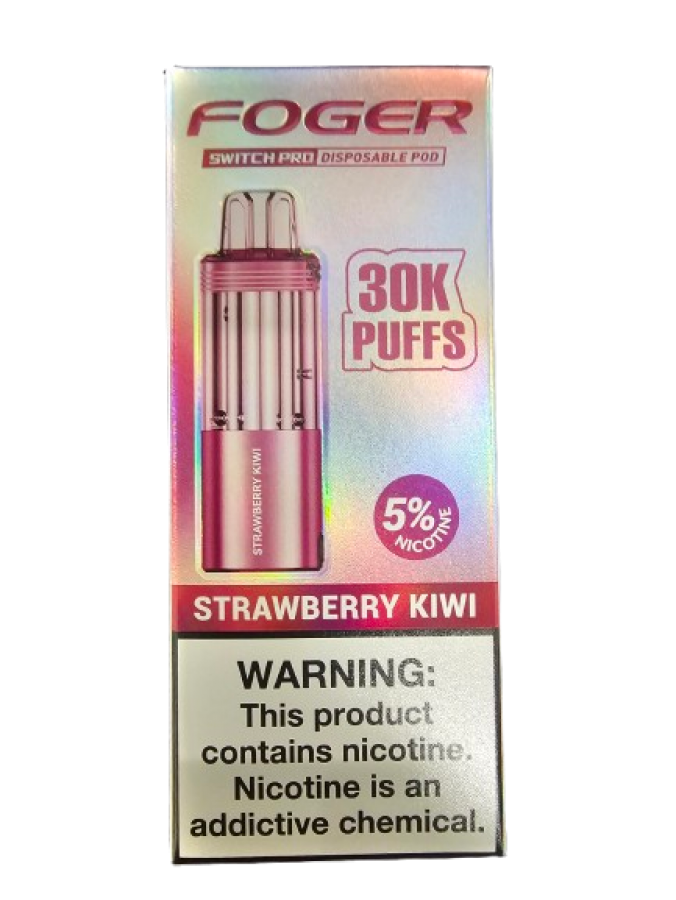 FOGER
SWITCH PRO DISPOSABLE POD
30K
PUFFS
STRAWBERRY KIWI
5%
NICOTINE
STRAWBERRY KIWI
WARNING:
This product
contains nicotine.
Nicotine is an
addictive chemical.